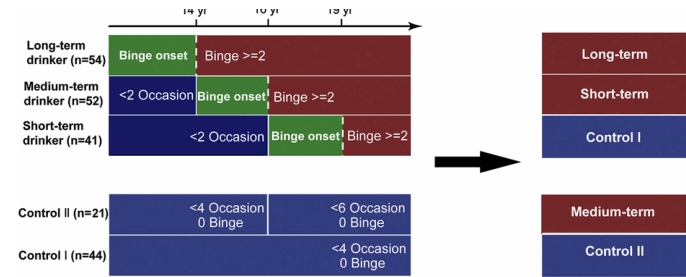 14 yr 16 yr 19 yr
Long-term
drinker (n=54)
Binge onset
Binge >=2
Medium-term
drinker (n=52)
<2 Occasion
Binge onset
Binge >=2
Short-term
drinker (n=41)
<2 Occasion
Binge onset
Binge >=2
Control II (n=21)
<4 Occasion
0 Binge
<6 Occasion
0 Binge
Control I (n=44)
<4 Occasion
0 Binge
Long-term
Short-term
Control I
Medium-term
Control II